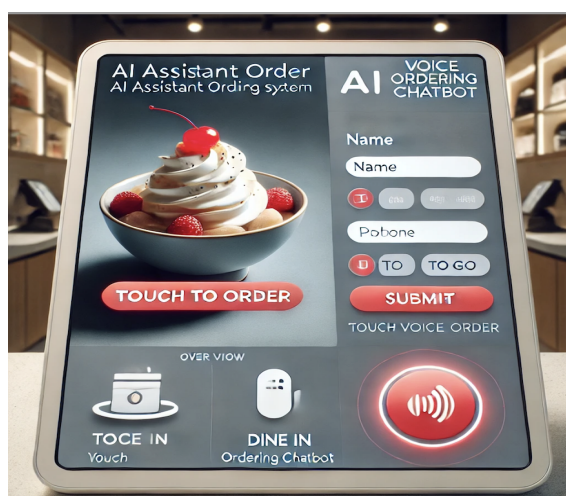 AI Assistant Order
AI Assistant Ording system
TOUCH TO ORDER
AI VOICE
ORDERING
CHATBOT
Name
Name
Pobone
TO
TO GO
SUBMIT
TOUCH VOICE ORDER
OVER VIOW
TOCE IN
Vouch
DINE IN
Ordering Chatbot